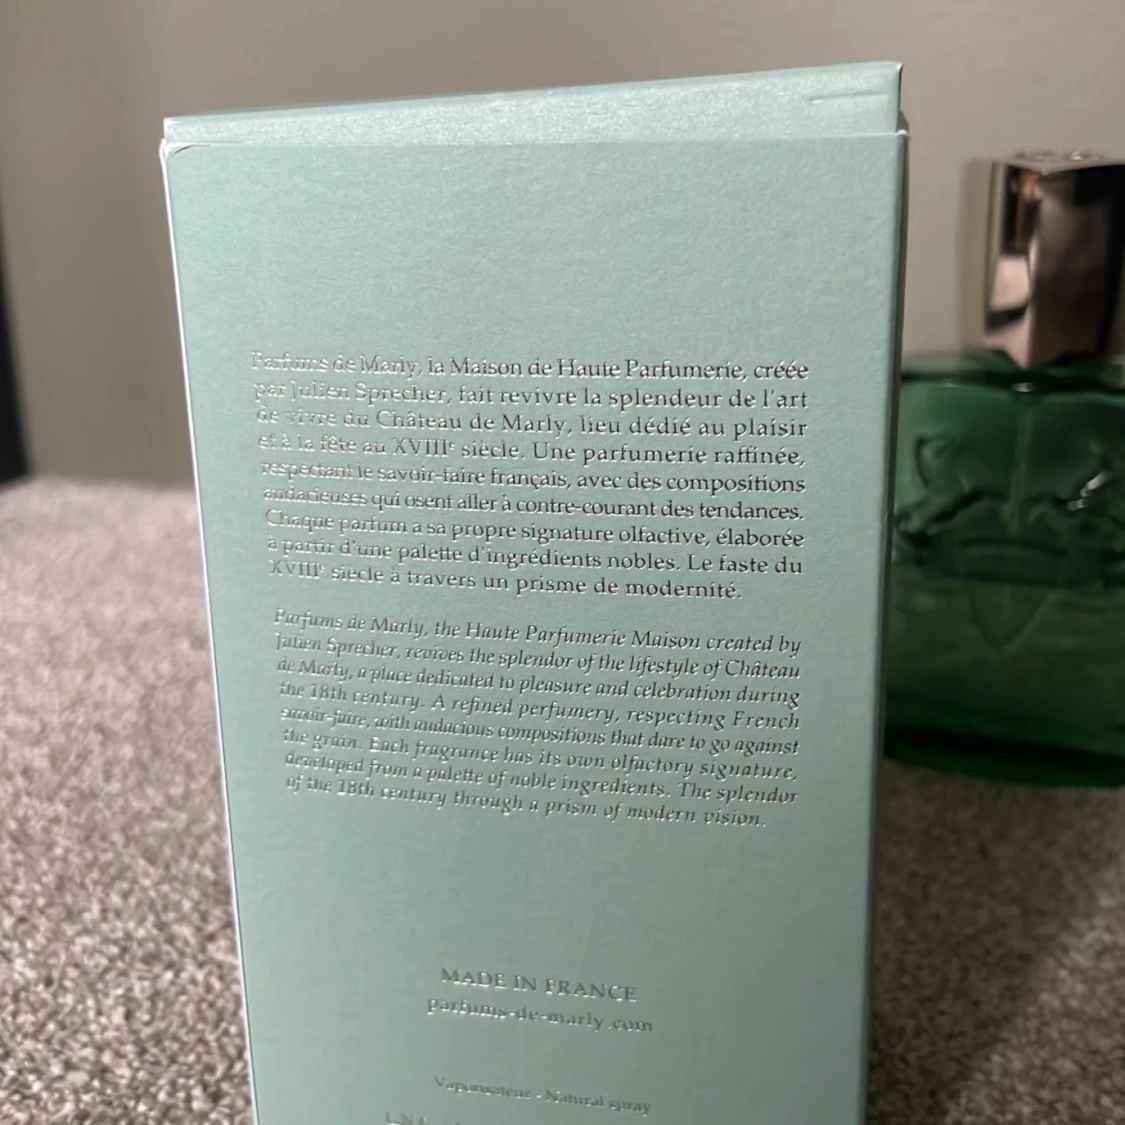 Parfums de Marly, la Maison de Haute Parfumerie, créée
par Julien Sprecher, fait revivre la splendeur de l'art
de vivre du Château de Marly, lieu dédié au plaisir
et à la fête au XVIIIᵉ siècle. Une parfumerie raffinée,
respectant le savoir-faire français, avec des compositions
audacieuses qui osent aller à contre-courant des tendances.
Chaque parfum a sa propre signature olfactive, élaborée
à partir d'une palette d'ingrédients nobles. Le faste du
XVIIIᵉ siècle à travers un prisme de modernité.
Parfums de Marly, the Haute Parfumerie Maison created by
Julien Sprecher, revives the splendor of the lifestyle of Château
de Marly, a place dedicated to pleasure and celebration during
the 18th century. A refined perfumery, respecting French
savoir-faire, with audacious compositions that dare to go against
the grain. Each fragrance has its own olfactory signature,
developed from a palette of noble ingredients. The splendor
of the 18th century through a prism of modern vision.
MADE IN FRANCE
parfums-de-marly.com
Vaporisateur - Natural spray